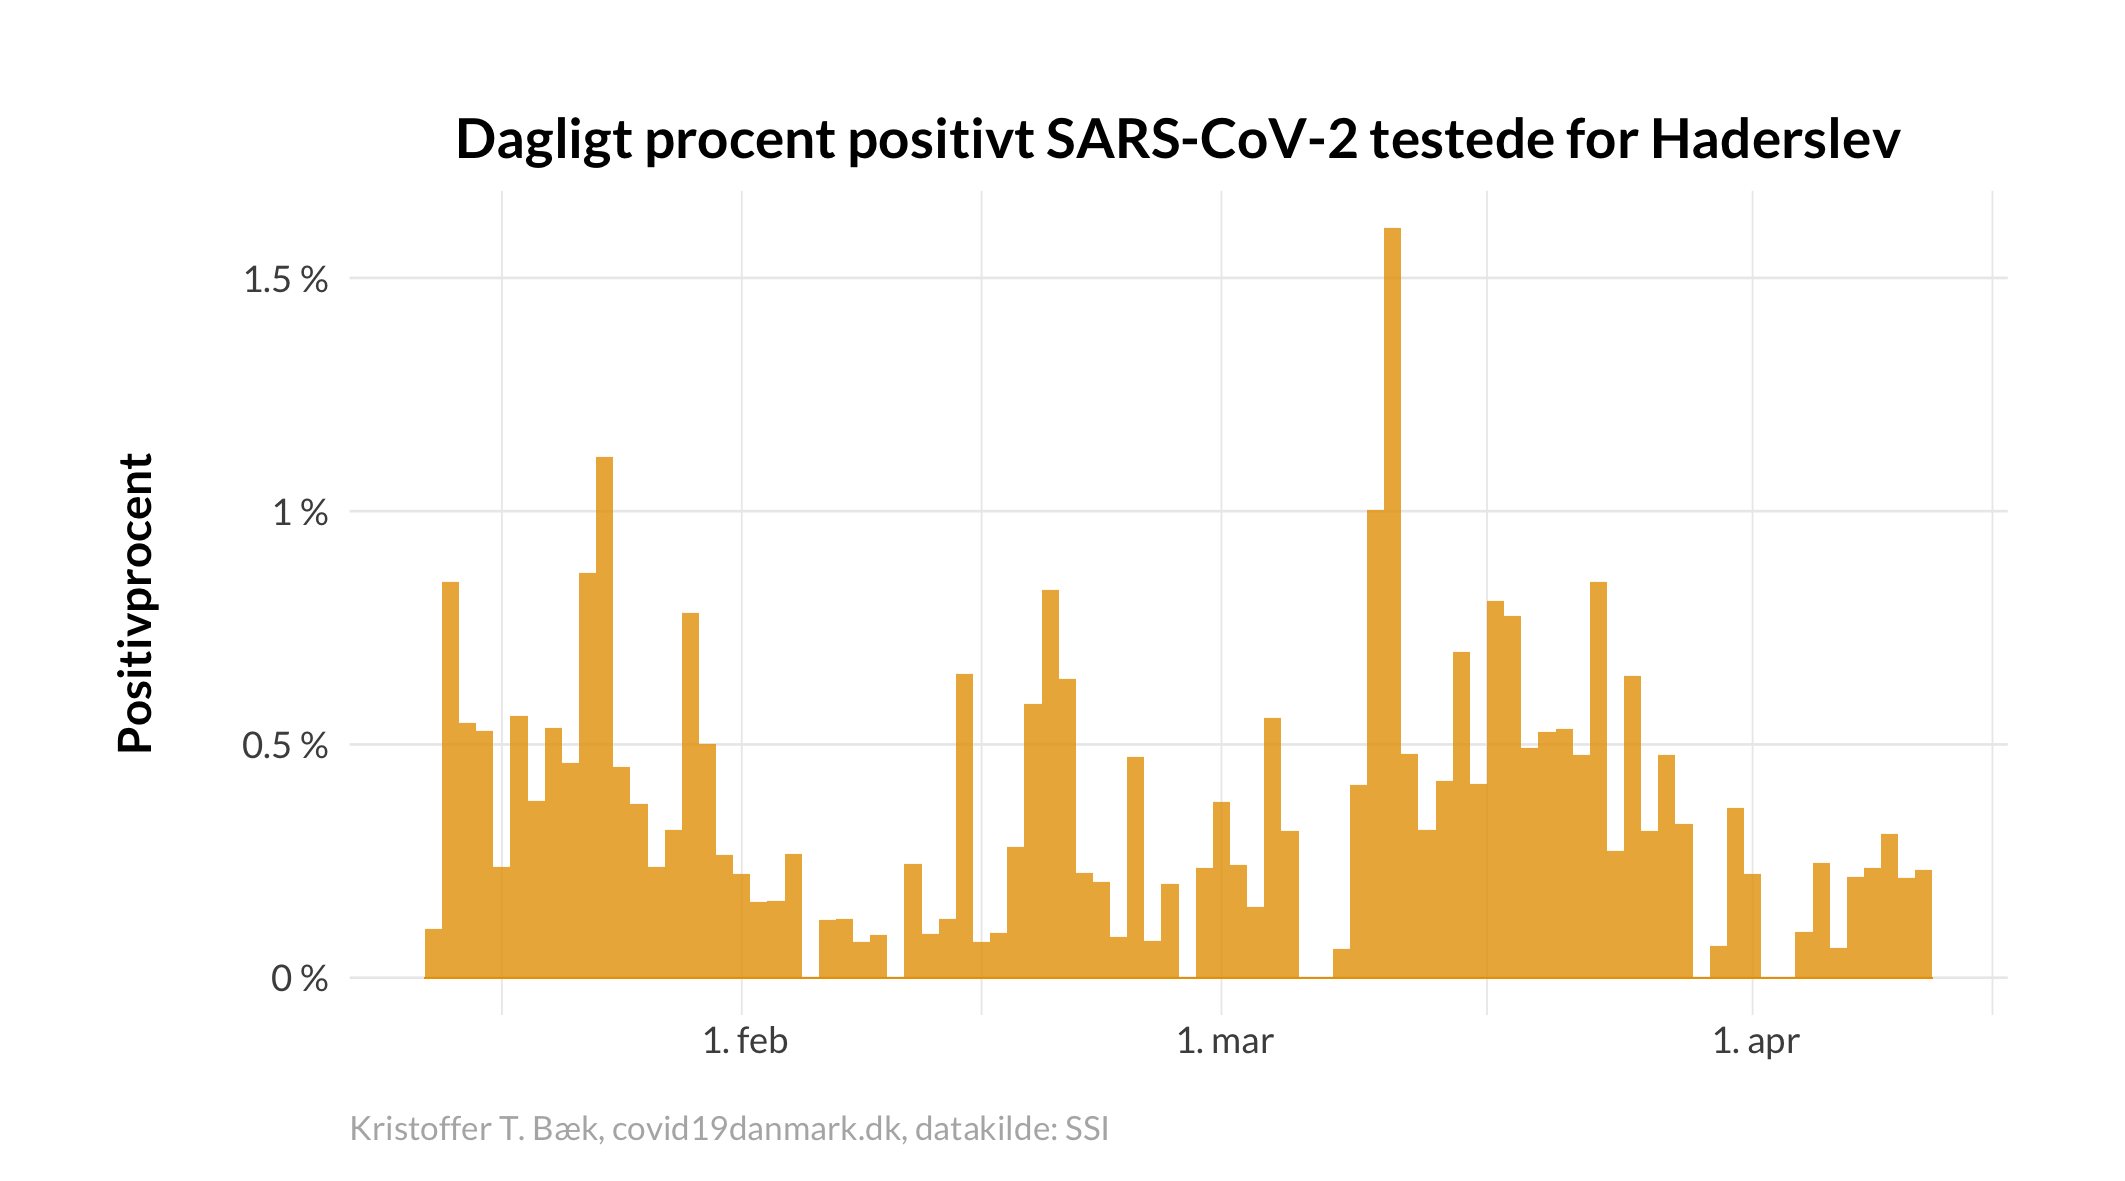 Dagligt procent positivt SARS-CoV-2 testede for Haderslev
Positivprocent
1.5 %
1 %
0.5 %
0 %
1. feb
1. mar
1. apr
Kristoffer T. Bæk, covid19danmark.dk, datakilde: SSI